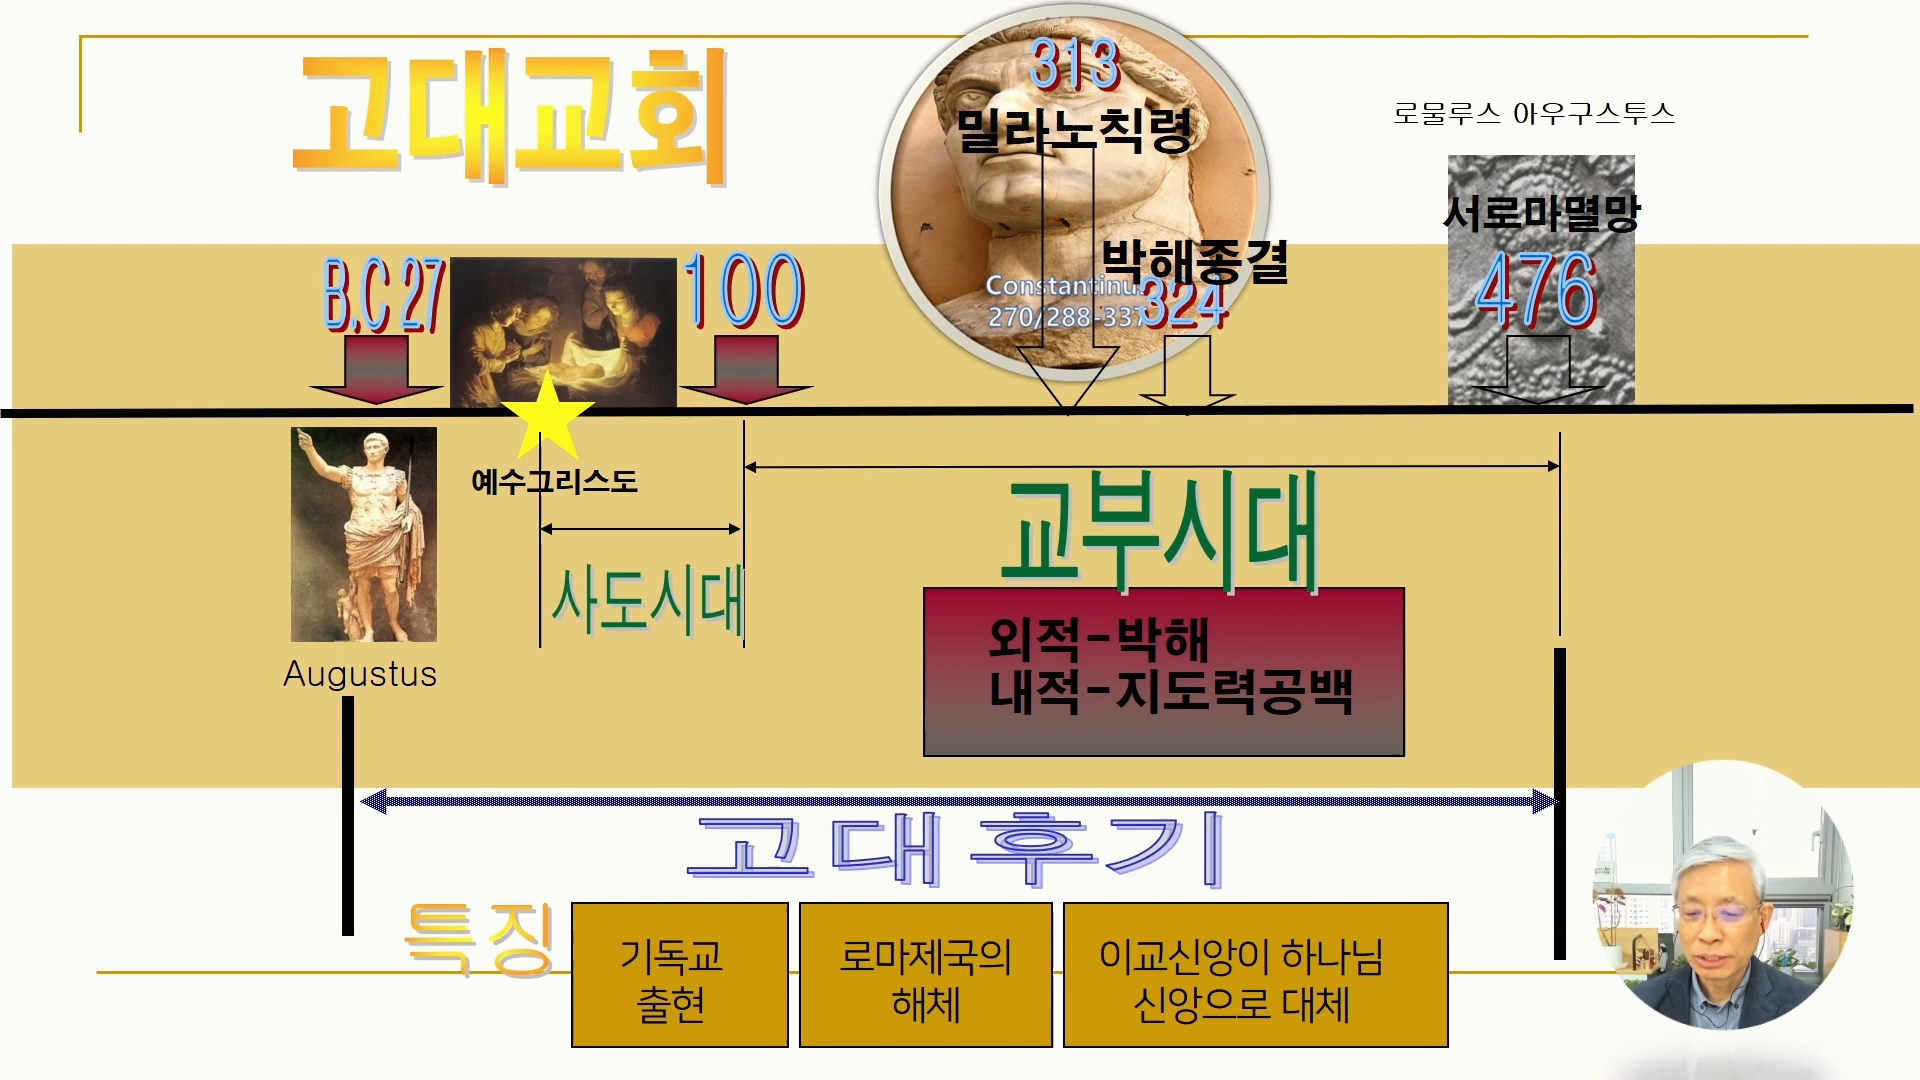 고대교회
313
밀라노칙령
로물루스 아우구스투스
서로마멸망
박해종결
B.C 27
100
Constantinu
324
476
270/288-337
예수그리스도
교부시대
사도시대
외적-박해
내적-지도력공백
Augustus
고대후기
특징
기독교
출현
로마제국의
해체
이교신앙이 하나님
신앙으로 대체